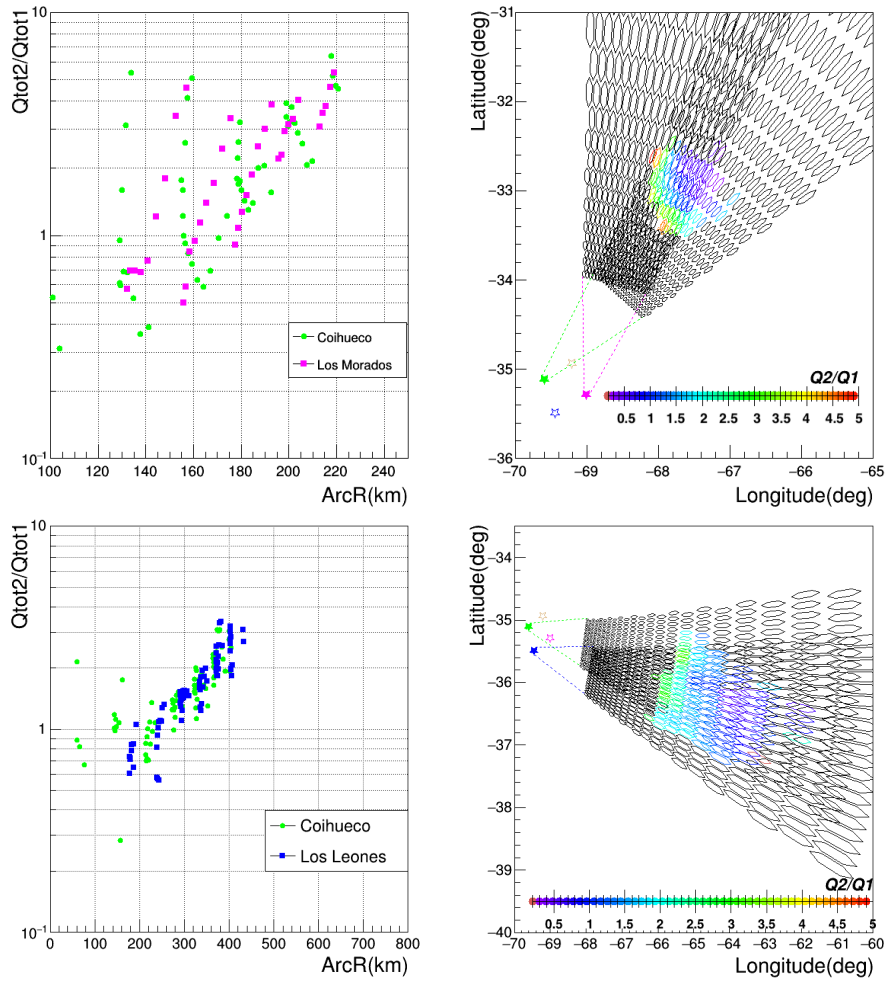 Qtot2/Qtot1
10
1
10⁻¹
Coihueco
Los Morados
100 120 140 160 180 200 220 240
ArcR(km)
Latitude(deg)
−31
−32
−33
−34
−35
−36
Q2/Q1
0.5 1 1.5 2 2.5 3 3.5 4 4.5 5
−70 −69 −68 −67 −66 −65
Longitude(deg)
Qtot2/Qtot1
10
1
10⁻¹
Coihueco
Los Leones
0 100 200 300 400 500 600 700 800
ArcR(km)
Latitude(deg)
−34
−35
−36
−37
−38
−39
−40
Q2/Q1
0.5 1 1.5 2 2.5 3 3.5 4 4.5 5
−70 −69 −68 −67 −66 −65 −64 −63 −62 −61 −60
Longitude(deg)